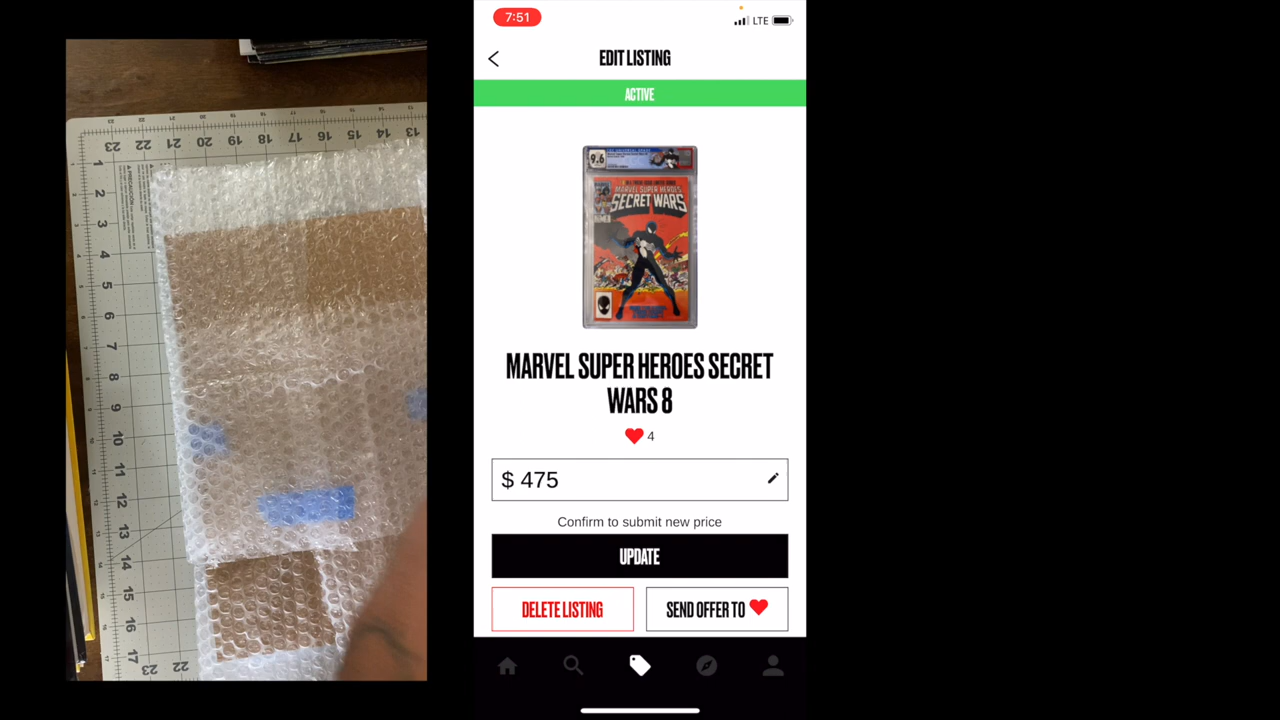 7:51
LTE
EDIT LISTING
ACTIVE
9.6
MARVEL SUPER HEROES
SECRET WARS
MARVEL SUPER HEROES SECRET
WARS 8
4
$ 475
Confirm to submit new price
UPDATE
DELETE LISTING
SEND OFFER TO
23 22 21 20 19 18 17 16 15 14 13
1
2
3
4
5
6
7
8
9
10
11
12
13
14
15
16
17
23 22